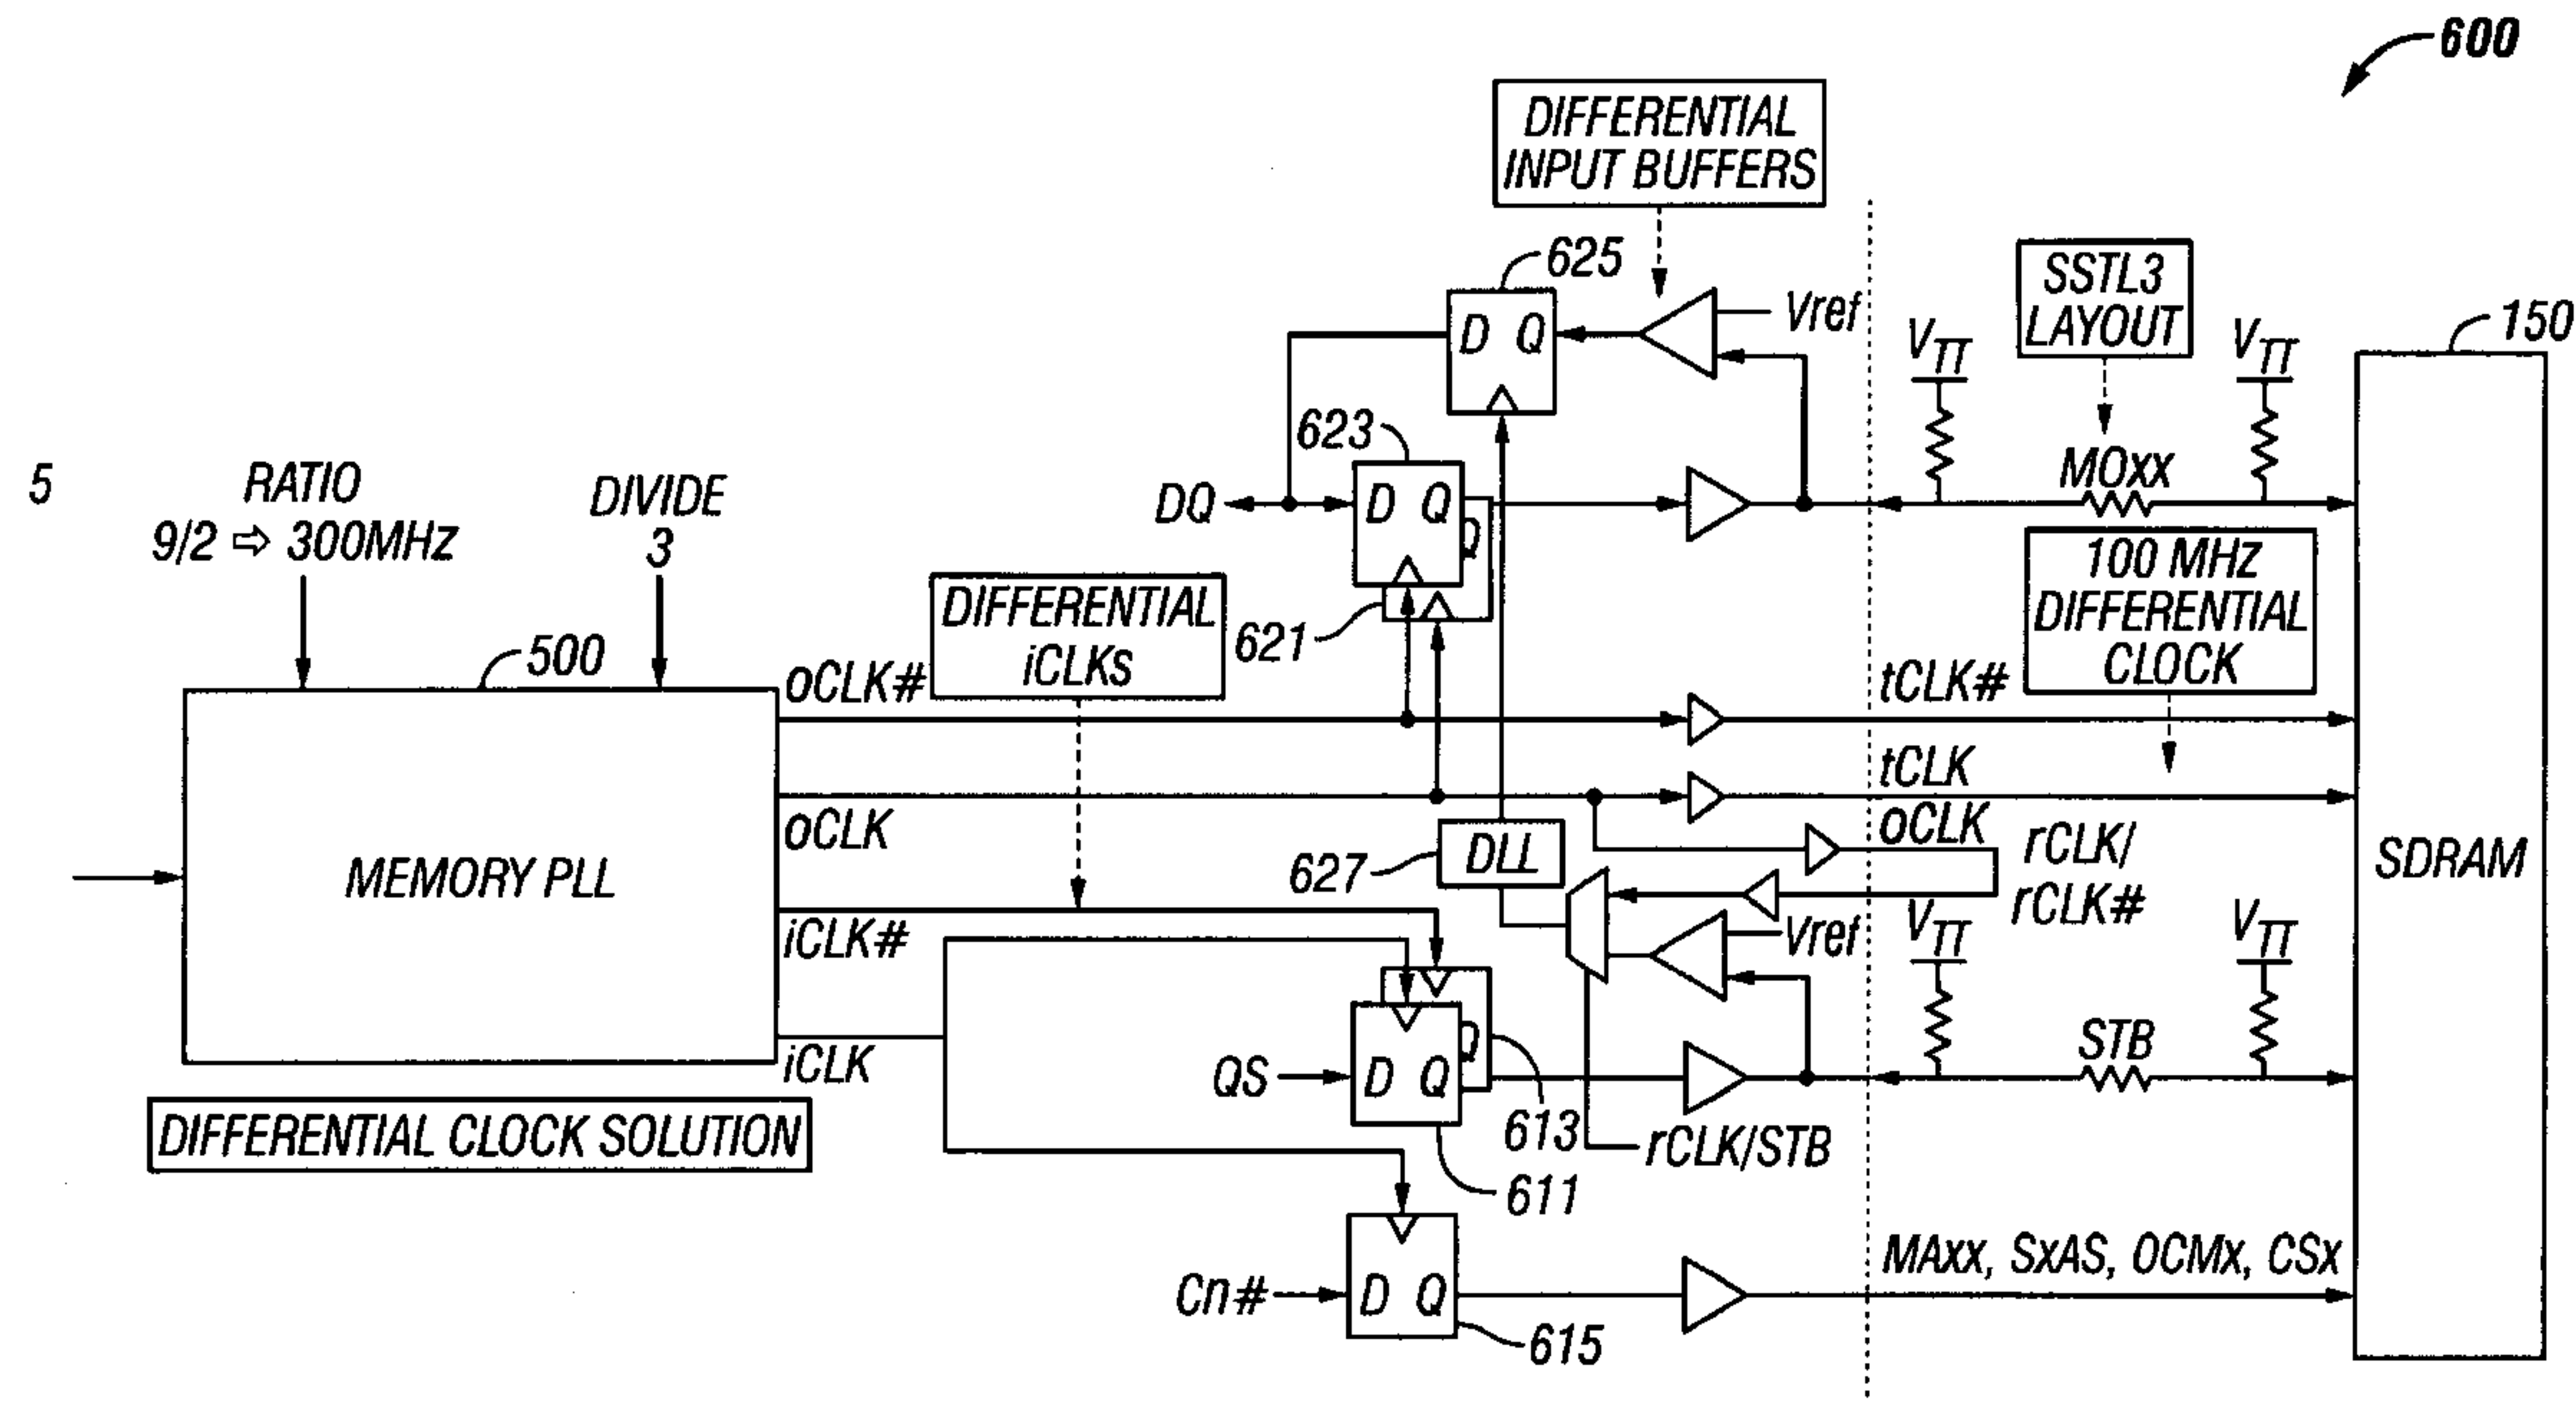 600
DIFFERENTIAL
INPUT BUFFERS
625
Vref
SSTL3
LAYOUT
VTT
VTT
150
D Q
623
5
RATIO
9/2 ⇨ 300MHz
DIVIDE
3
DQ
D Q
Q
MOxx
DIFFERENTIAL
iCLKs
621
100 MHz
DIFFERENTIAL
CLOCK
500
oCLK#
tCLK#
oCLK
tCLK
oCLK
MEMORY PLL
627
DLL
rCLK/
rCLK#
SDRAM
iCLK#
Vref
VTT
VTT
iCLK
QS
D Q
Q
STB
613
rCLK/STB
611
DIFFERENTIAL CLOCK SOLUTION
Cn#
D Q
MAxx, SxAS, OCMx, CSx
615